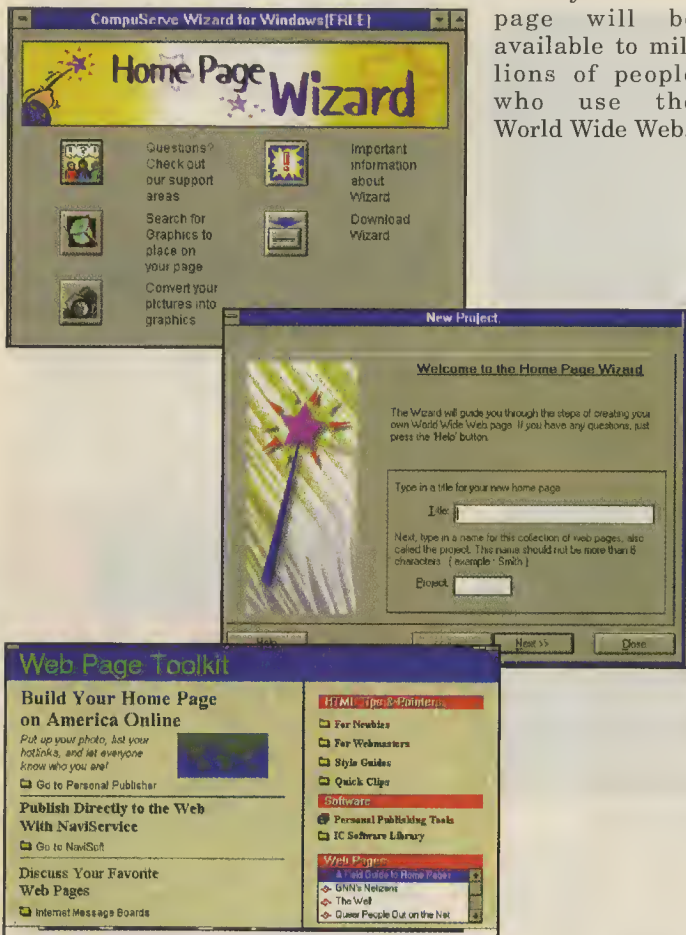 page will be
available to mil
lions of people
who use the
World Wide Web.
CompuServe Wizard for Windows(FREE)
Home Page Wizard
Questions?
Check out
our support
areas
Search for
Graphics to
place on
your page
Convert your
pictures into
graphics
Important
information
about
Wizard
Download
Wizard
New Project
Welcome to the Home Page Wizard
The Wizard will guide you through the steps of creating your
own World Wide Web page. If you have any questions, just
press the 'Help' button.
Type in a title for your new home page
Title:
Next, type in a name for this collection of web pages, also
called the project. This name should not be more than 8
characters. ( example : Smith )
Project:
Help
Next >>
Close
Web Page Toolkit
Build Your Home Page
on America Online
Put up your photo, list your
hotlinks, and let everyone
know who you are!
Go to Personal Publisher
Publish Directly to the Web
With NaviService
Go to NaviSoft
Discuss Your Favorite
Web Pages
Internet Message Boards
HTML Tips & Pointers
For Newbies
For Webmasters
Style Guides
Quick Clips
Software
Personal Publishing Tools
IC Software Library
Web Pages
A Field Guide to Home Pages
GNN's Netizens
The Well
Queer People Out on the Net